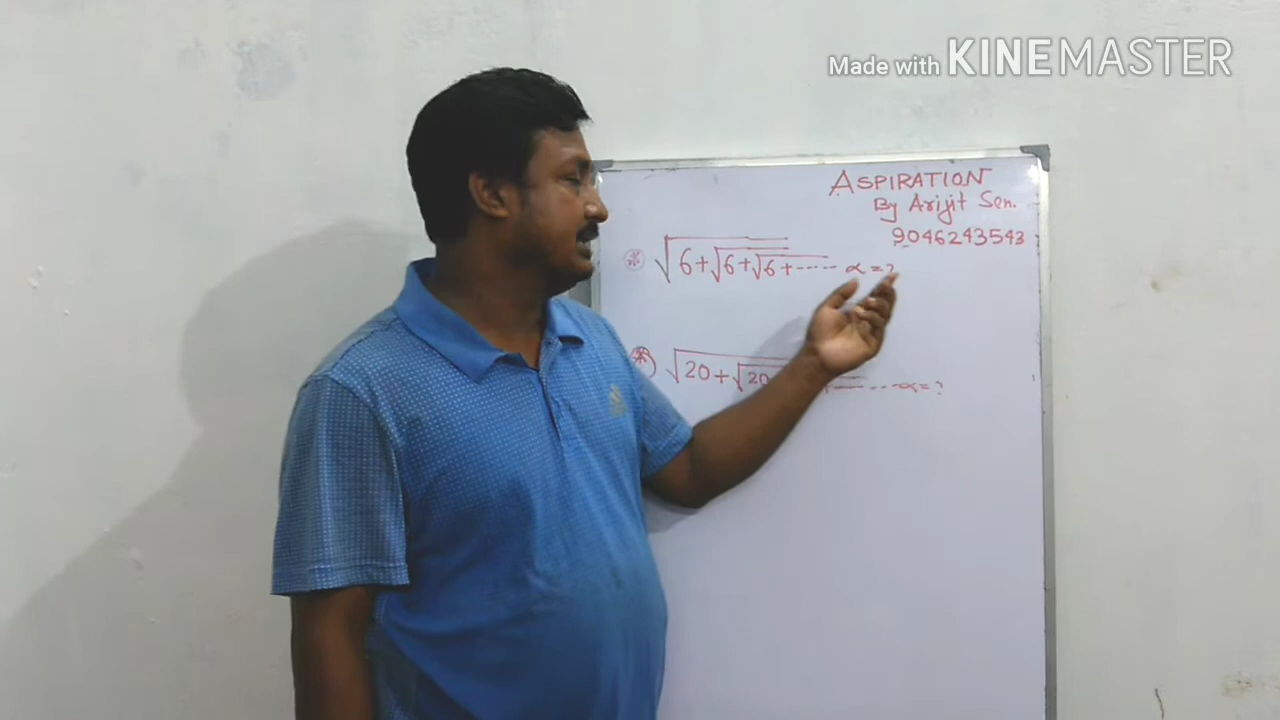 Made with KINEMASTER
ASPIRATION
By Arijit Sen.
9046243543
√6+√6+√6+----- α=?
√20+√20 ------α=?